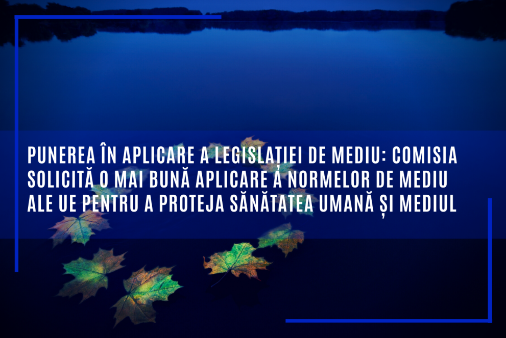 PUNEREA ÎN APLICARE A LEGISLAȚIEI DE MEDIU: COMISIA
SOLICITĂ O MAI BUNĂ APLICARE A NORMELOR DE MEDIU
ALE UE PENTRU A PROTEJA SĂNĂTATEA UMANĂ ȘI MEDIUL